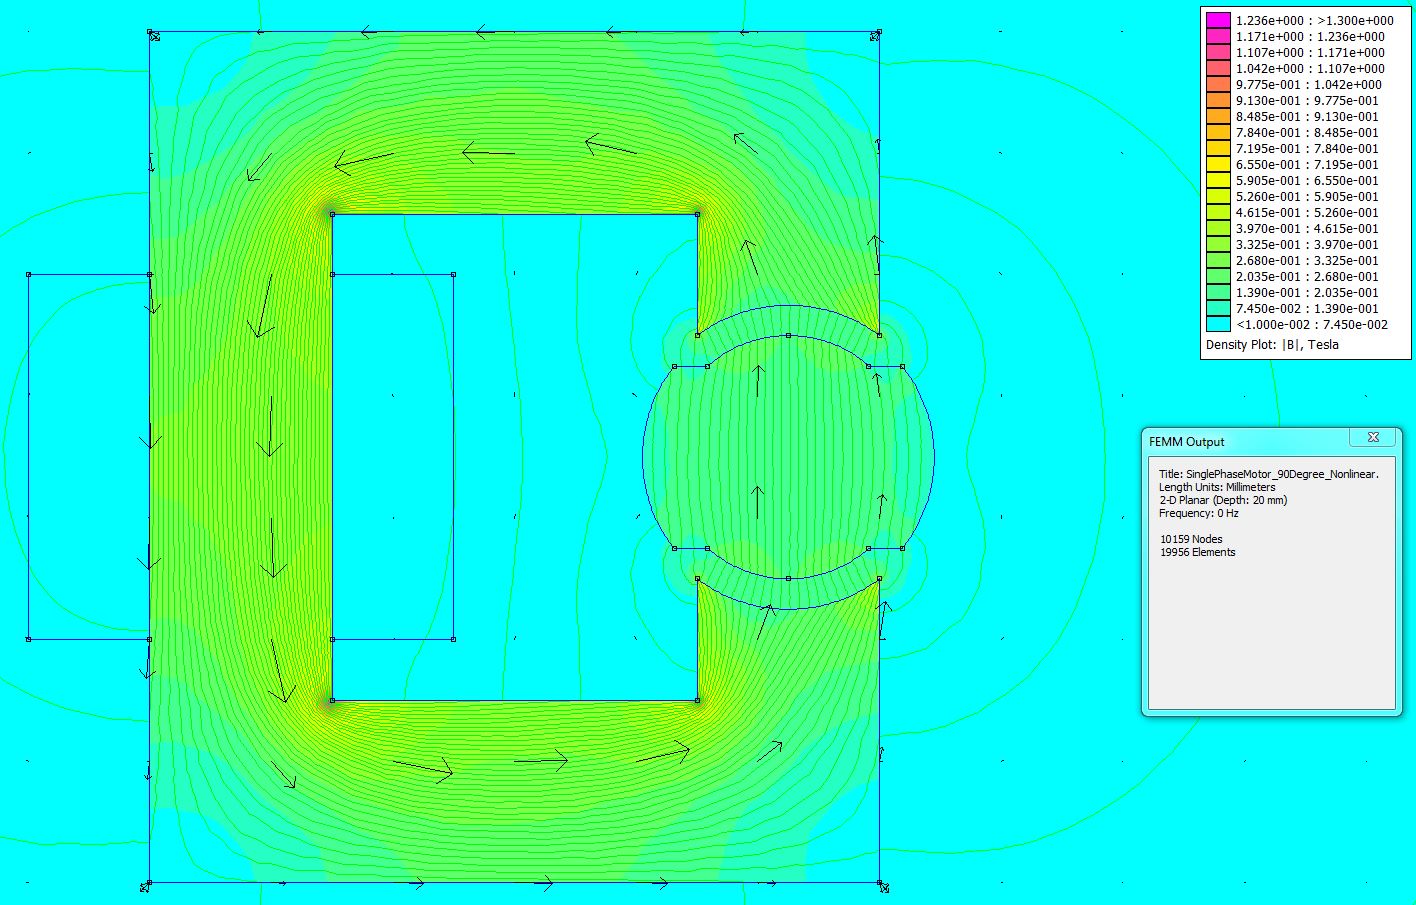 1.236e+000 : >1.300e+000
1.171e+000 : 1.236e+000
1.107e+000 : 1.171e+000
1.042e+000 : 1.107e+000
9.775e-001 : 1.042e+000
9.130e-001 : 9.775e-001
8.485e-001 : 9.130e-001
7.840e-001 : 8.485e-001
7.195e-001 : 7.840e-001
6.550e-001 : 7.195e-001
5.905e-001 : 6.550e-001
5.260e-001 : 5.905e-001
4.615e-001 : 5.260e-001
3.970e-001 : 4.615e-001
3.325e-001 : 3.970e-001
2.680e-001 : 3.325e-001
2.035e-001 : 2.680e-001
1.390e-001 : 2.035e-001
7.450e-002 : 1.390e-001
<1.000e-002 : 7.450e-002
Density Plot: |B|, Tesla
FEMM Output
Title: SinglePhaseMotor_90Degree_Nonlinear.
Length Units: Millimeters
2-D Planar (Depth: 20 mm)
Frequency: 0 Hz
10159 Nodes
19956 Elements